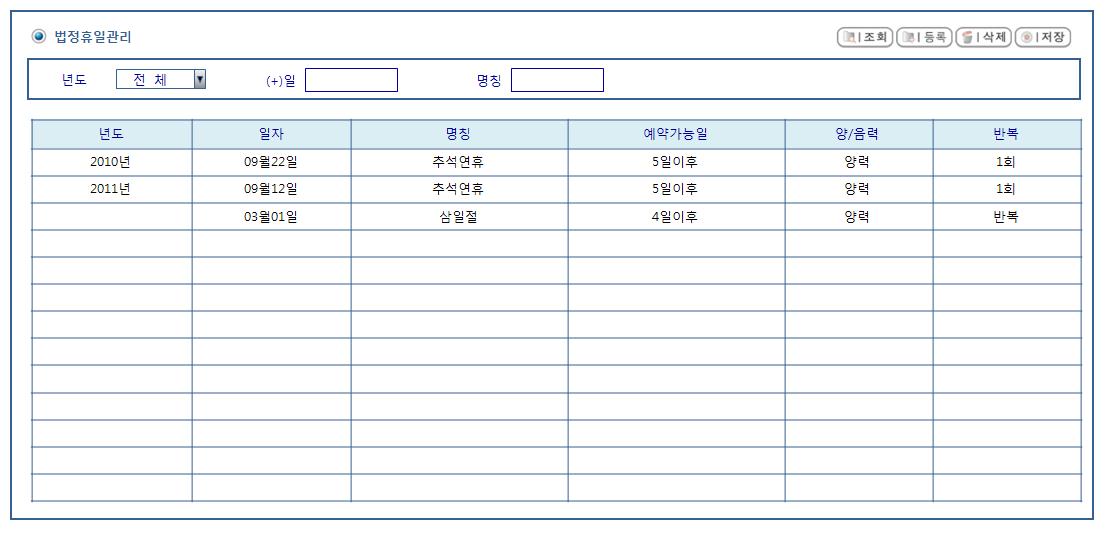 법정휴일관리 조회 등록 삭제 저장
년도 전 체 (+)일 명칭
년도 일자 명칭 예약가능일 양/음력 반복
2010년 09월22일 추석연휴 5일이후 양력 1회
2011년 09월12일 추석연휴 5일이후 양력 1회
03월01일 삼일절 4일이후 양력 반복